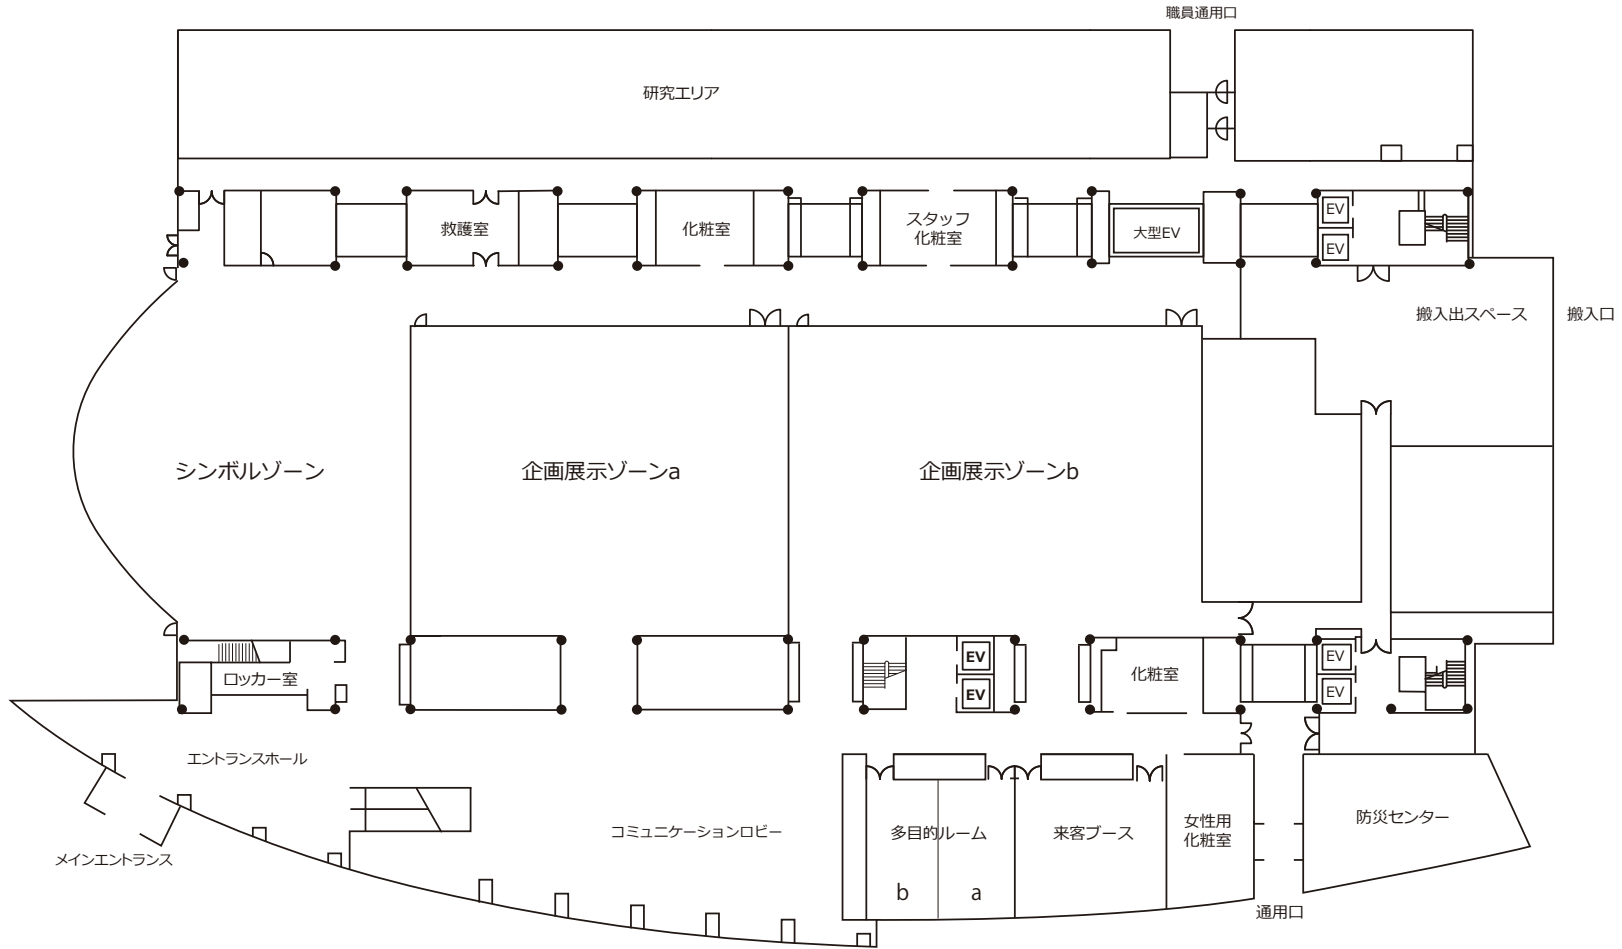 職員通用口
研究エリア
救護室
化粧室
スタッフ
化粧室
大型EV
EV
EV
搬入出スペース
搬入口
シンボルゾーン
企画展示ゾーンa
企画展示ゾーンb
ロッカー室
EV
EV
化粧室
EV
EV
エントランスホール
コミュニケーションロビー
多目的ルーム
b
a
来客ブース
女性用
化粧室
防災センター
メインエントランス
通用口